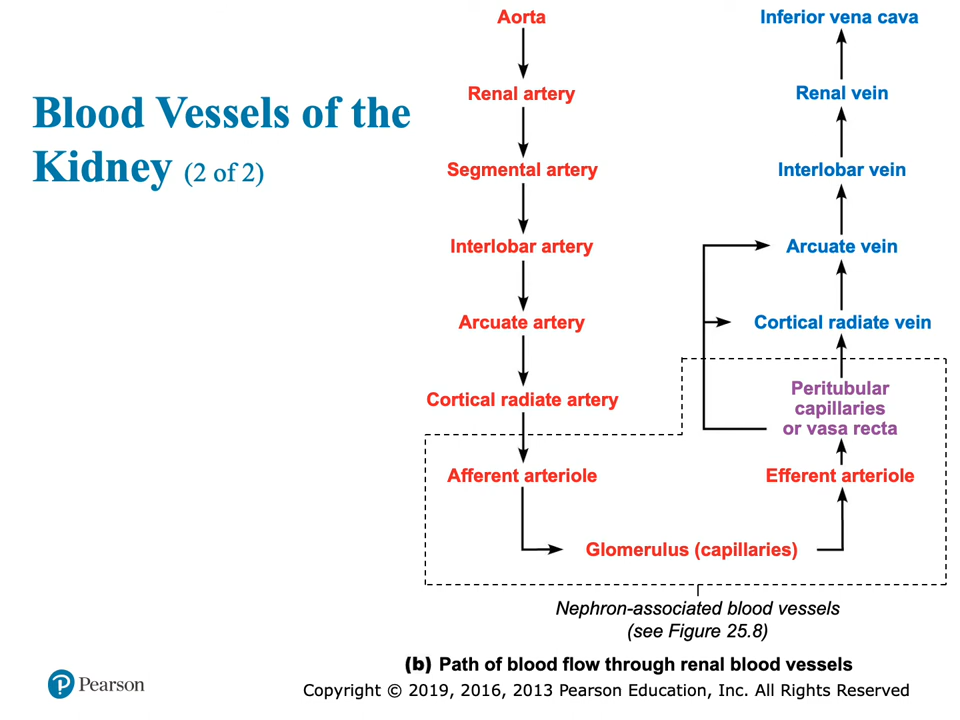 Blood Vessels of the
Kidney (2 of 2)
Aorta
Renal artery
Segmental artery
Interlobar artery
Arcuate artery
Cortical radiate artery
Afferent arteriole
Glomerulus (capillaries)
Efferent arteriole
Peritubular
capillaries
or vasa recta
Cortical radiate vein
Arcuate vein
Interlobar vein
Renal vein
Inferior vena cava
Nephron-associated blood vessels
(see Figure 25.8)
(b) Path of blood flow through renal blood vessels
P Pearson
Copyright © 2019, 2016, 2013 Pearson Education, Inc. All Rights Reserved